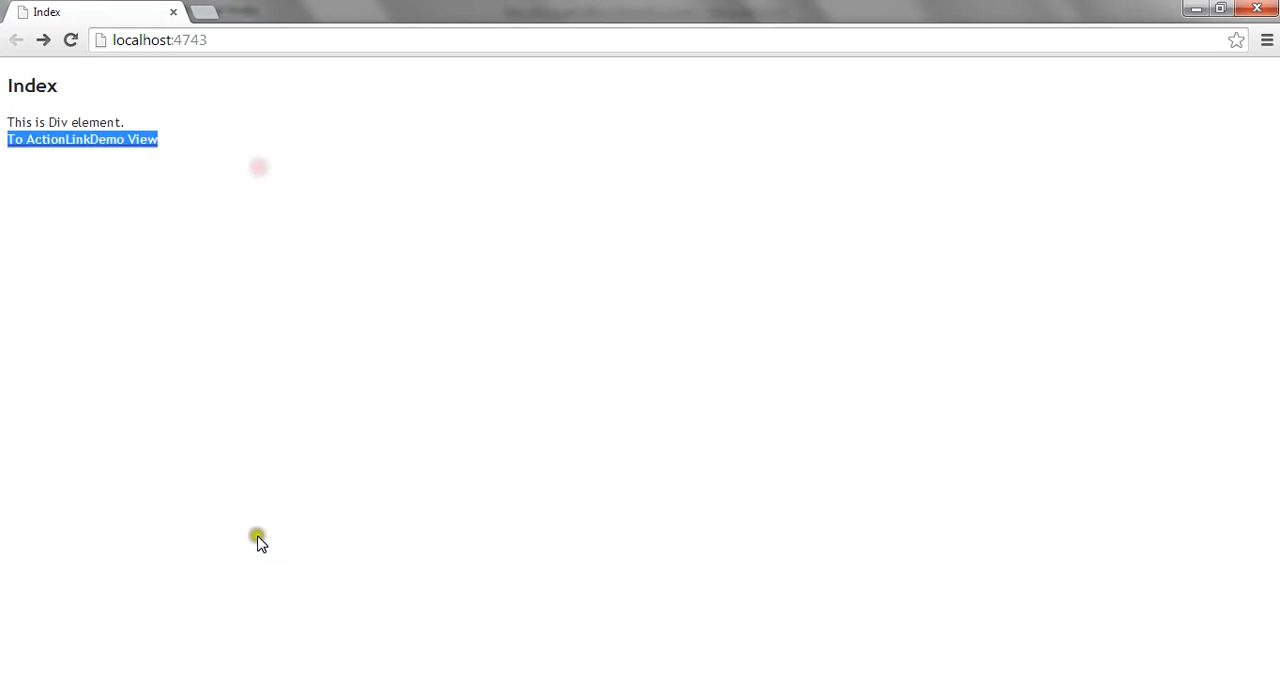 Index
localhost:4743
Index
This is Div element.
To ActionLinkDemo View